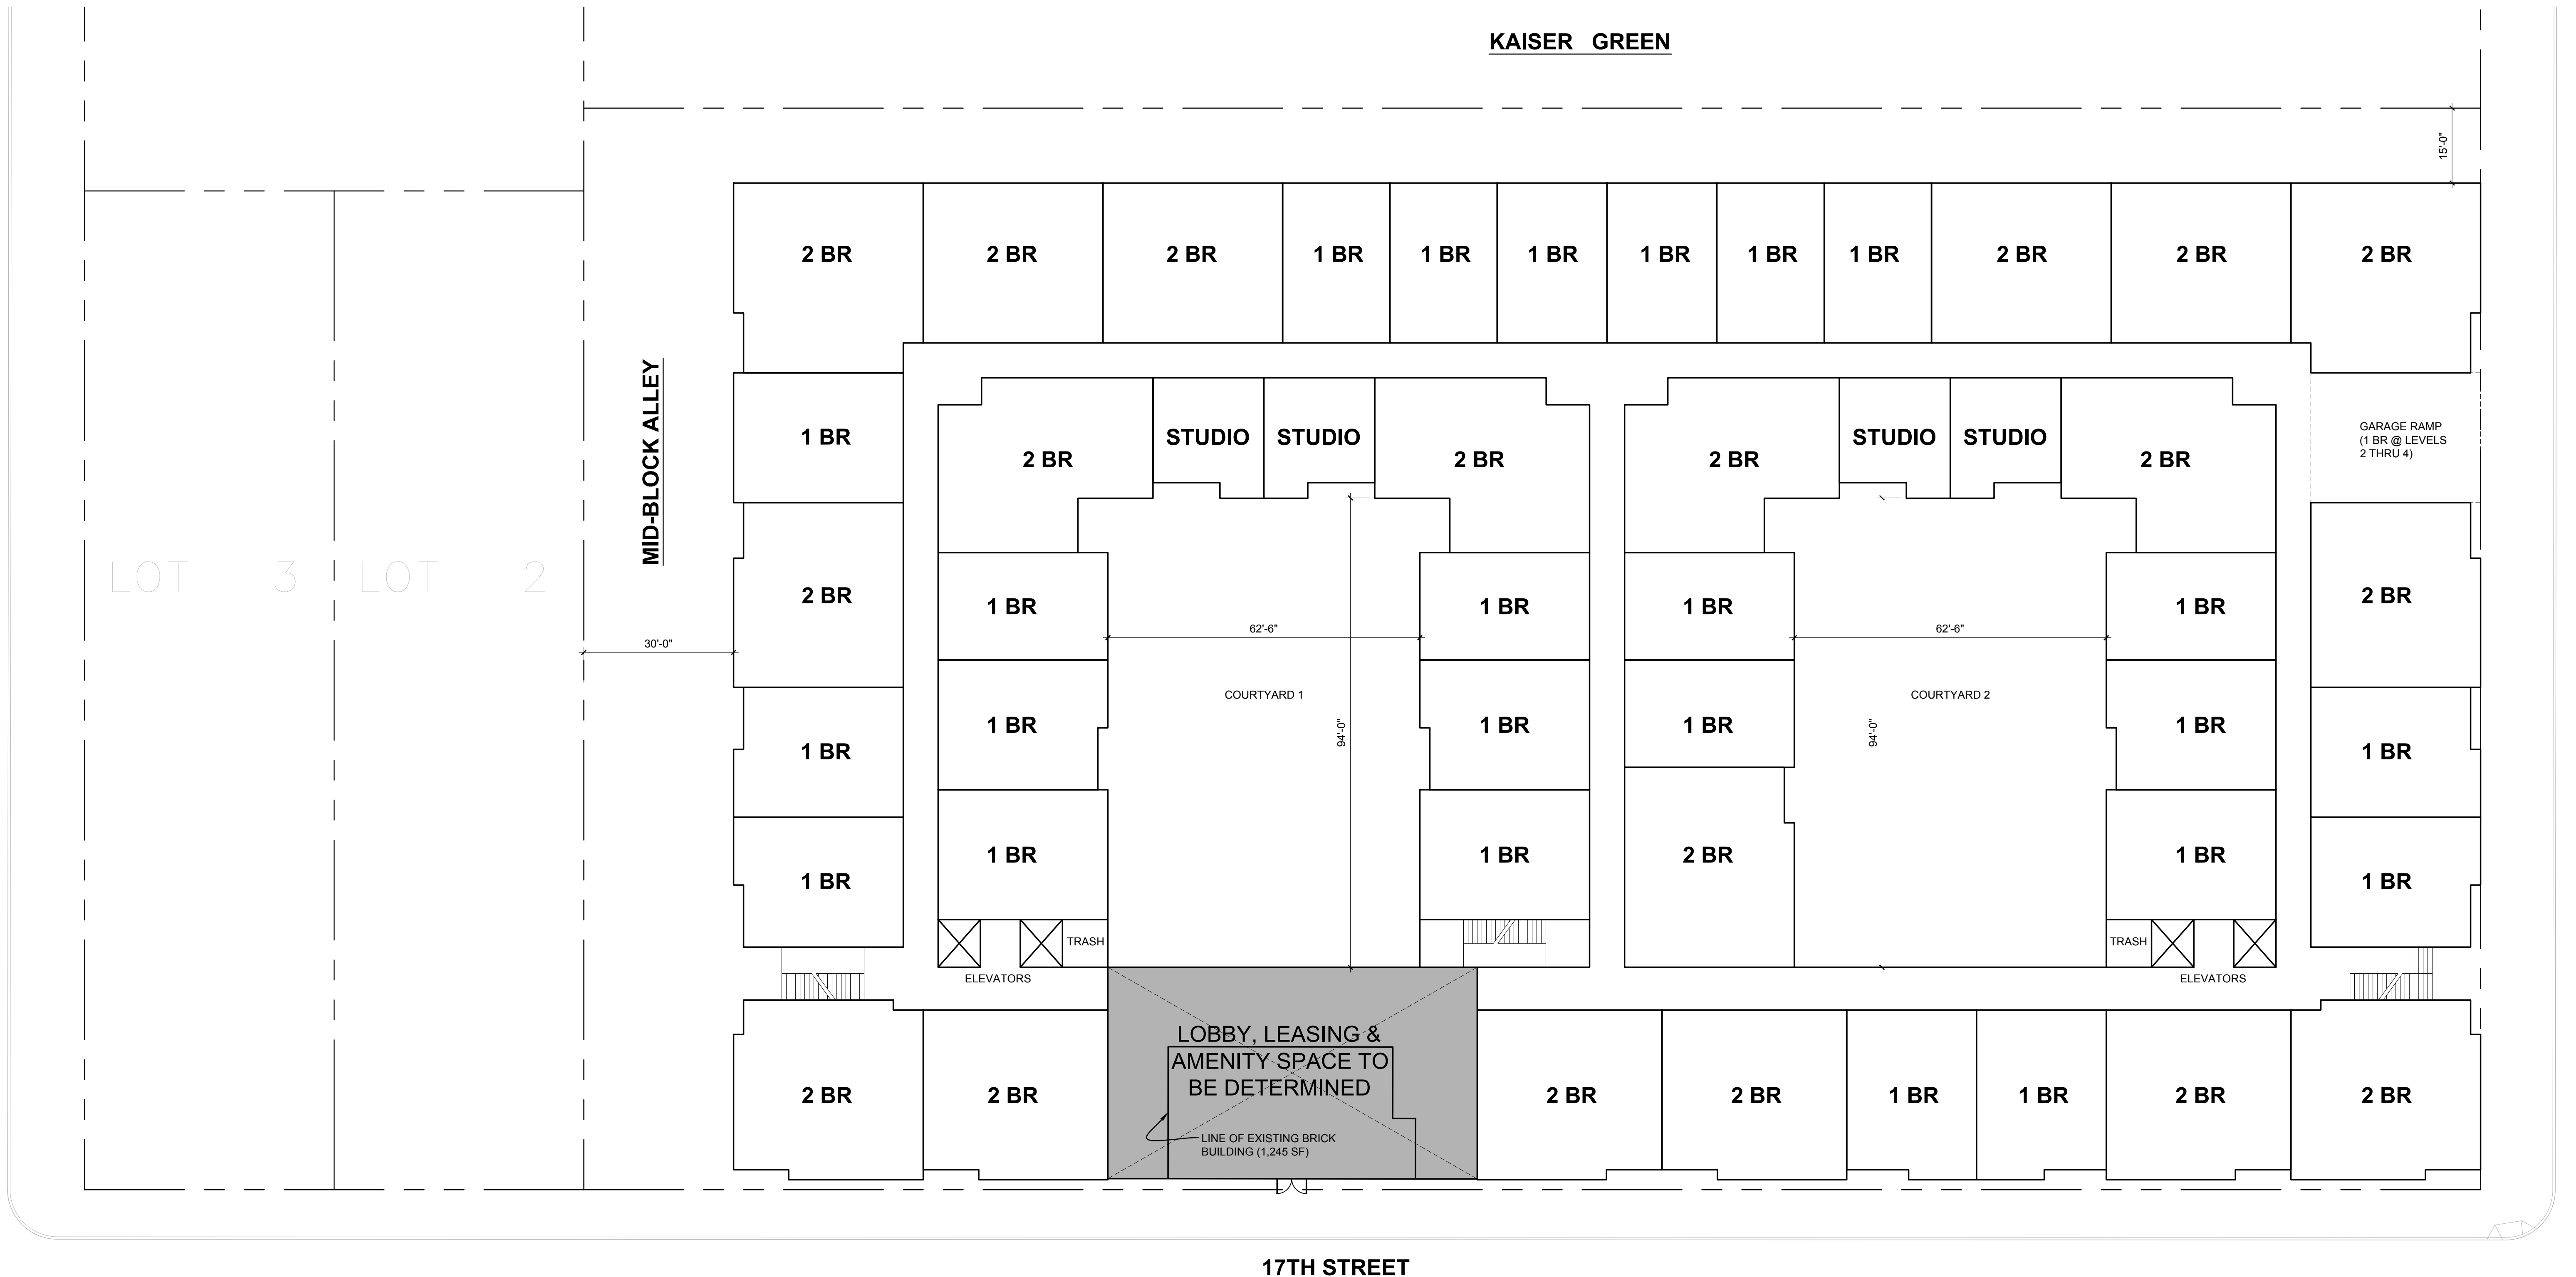 KAISER GREEN
15'-0"
2 BR
2 BR
2 BR
1 BR
1 BR
1 BR
1 BR
1 BR
1 BR
2 BR
2 BR
2 BR
MID-BLOCK ALLEY
1 BR
2 BR
STUDIO
STUDIO
2 BR
2 BR
STUDIO
STUDIO
2 BR
GARAGE RAMP
(1 BR @ LEVELS
2 THRU 4)
LOT 3
LOT 2
2 BR
1 BR
1 BR
1 BR
1 BR
2 BR
30'-0"
62'-6"
62'-6"
COURTYARD 1
COURTYARD 2
94'-0"
94'-0"
1 BR
1 BR
1 BR
1 BR
1 BR
1 BR
1 BR
1 BR
1 BR
2 BR
1 BR
1 BR
1 BR
TRASH
ELEVATORS
TRASH
ELEVATORS
LOBBY, LEASING &
AMENITY SPACE TO
BE DETERMINED
2 BR
2 BR
2 BR
2 BR
1 BR
1 BR
2 BR
2 BR
LINE OF EXISTING BRICK
BUILDING (1,245 SF)
17TH STREET